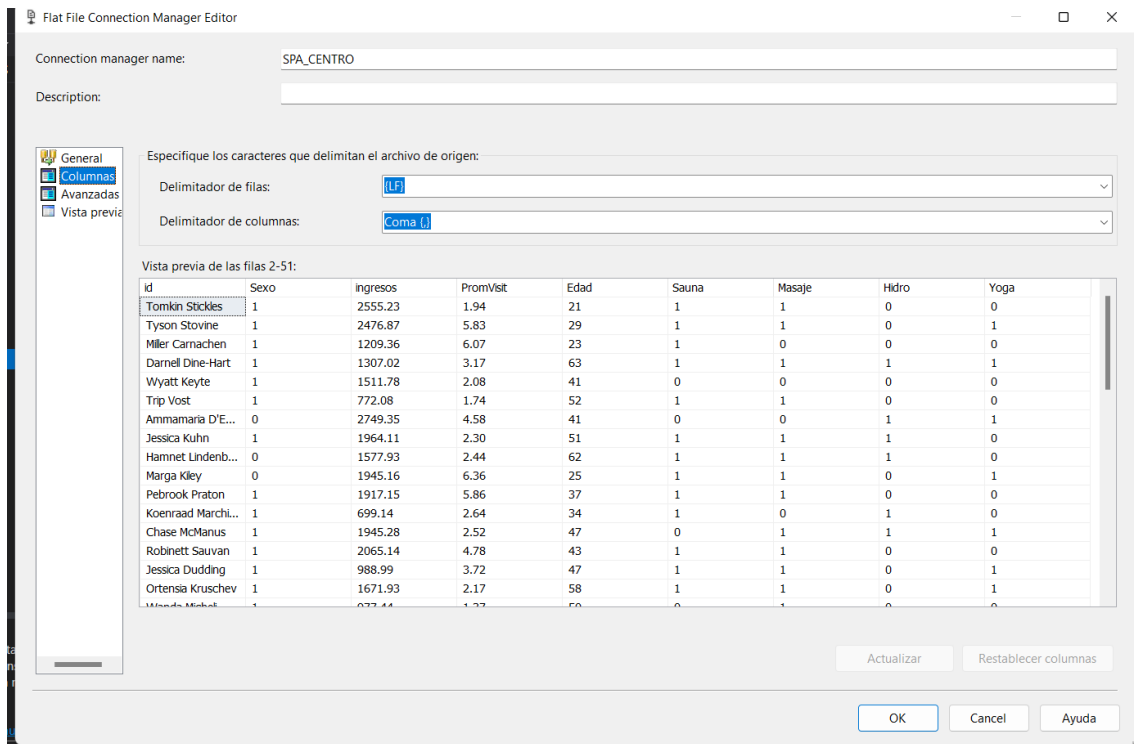 Flat File Connection Manager Editor
Connection manager name: SPA_CENTRO
Description:
General
Columnas
Avanzadas
Vista previa
Especifique los caracteres que delimitan el archivo de origen:
Delimitador de filas: {LF}
Delimitador de columnas: Coma {,}
Vista previa de las filas 2-51:
id Sexo ingresos PromVisit Edad Sauna Masaje Hidro Yoga
Tomkin Stickles 1 2555.23 1.94 21 1 1 0 0
Tyson Stovine 1 2476.87 5.83 29 1 1 0 1
Miler Carnachen 1 1209.36 6.07 23 1 0 0 0
Darnell Dine-Hart 1 1307.02 3.17 63 1 1 1 1
Wyatt Keyte 1 1511.78 2.08 41 0 0 0 0
Trip Vost 1 772.08 1.74 52 1 1 0 0
Ammamaria D'E... 0 2749.35 4.58 41 0 0 1 1
Jessica Kuhn 1 1964.11 2.30 51 1 1 1 0
Hamnet Lindenb... 0 1577.93 2.44 62 1 1 1 0
Marga Kiley 0 1945.16 6.36 25 1 1 0 1
Pebrook Praton 1 1917.15 5.86 37 1 1 0 0
Koenraad Marchi... 1 699.14 2.64 34 1 0 1 0
Chase McManus 1 1945.28 2.52 47 0 1 1 1
Robinett Sauvan 1 2065.14 4.78 43 1 1 0 0
Jessica Dudding 1 988.99 3.72 47 1 1 0 1
Ortensia Kruschev 1 1671.93 2.17 58 1 1 0 1
Actualizar Restablecer columnas
OK Cancel Ayuda